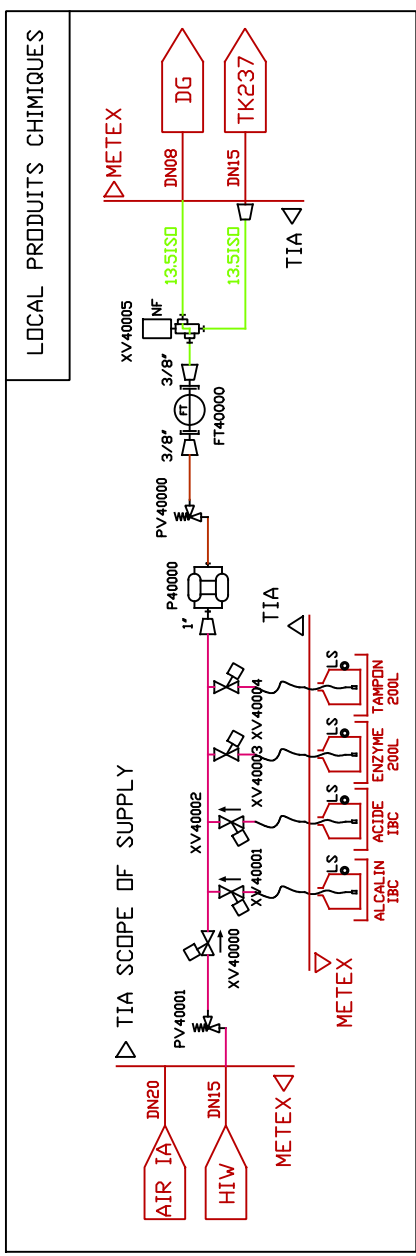 LOCAL PRODUITS CHIMIQUES
TIA SCOPE OF SUPPLY
AIR IA
DN20
HIW
DN15
METEX
PV40001
XV40000
XV40001
XV40002
XV40003
XV40004
ALCALIN
IBC
LS
ACIDE
IBC
LS
ENZYME
200L
LS
TAMPON
200L
LS
METEX
TIA
1"
P40000
PV40000
3/8"
FT
FT40000
3/8"
XV40005
NF
13.5ISO
13.5ISO
METEX
TIA
DN08
DG
DN15
TK237